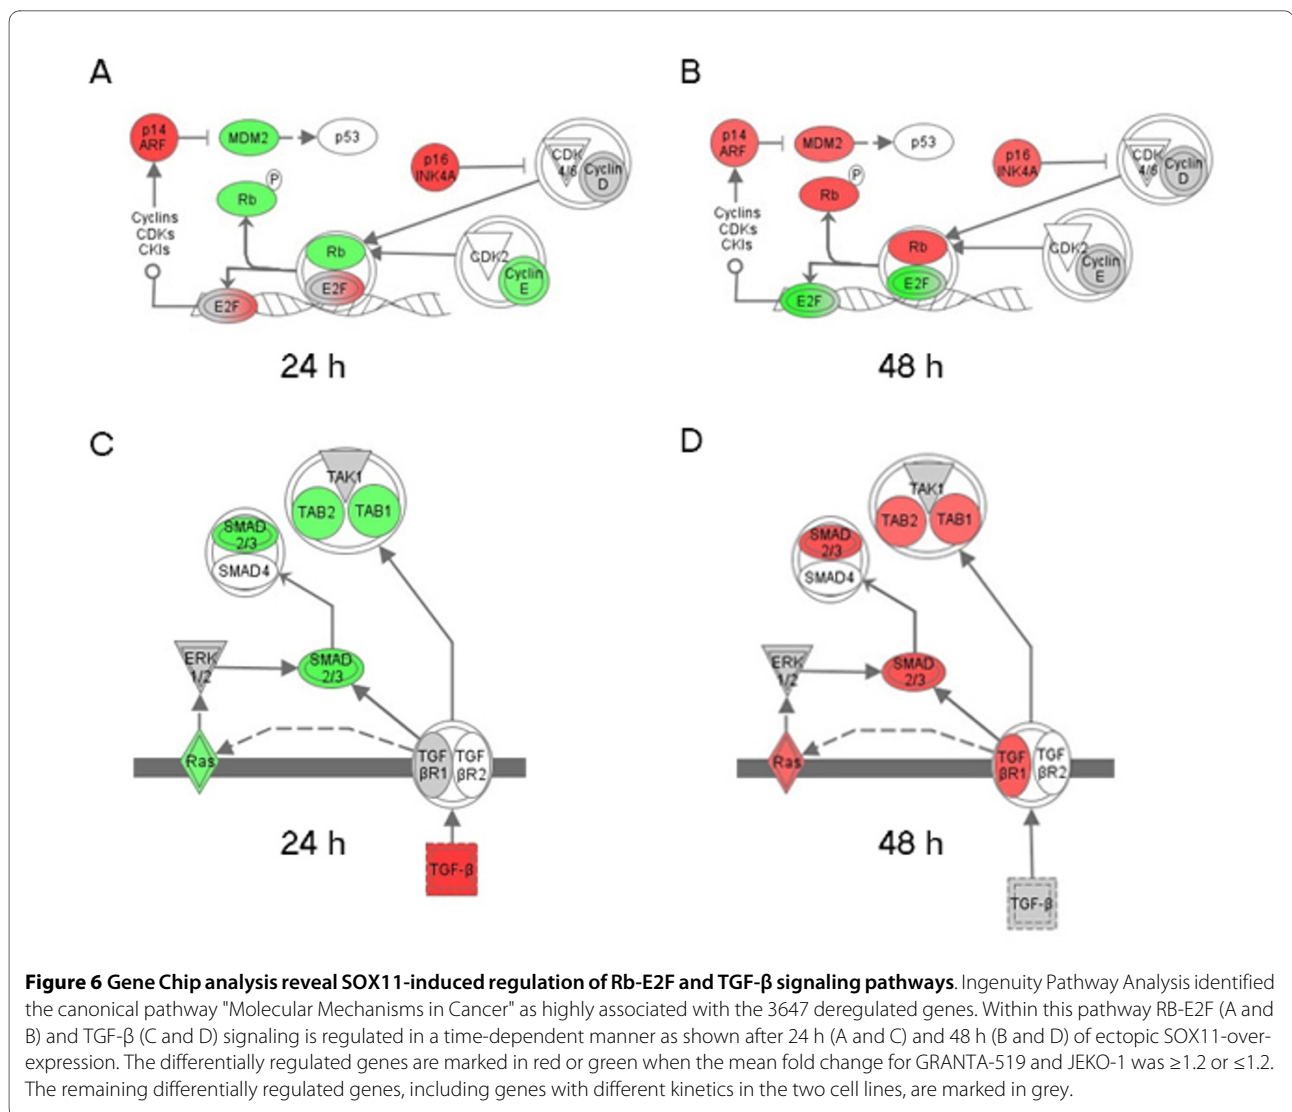 A
p14
ARF
MDM2
p53
p16
INK4A
CDK
4/6
Cyclin
D
P
Rb
Cyclins
CDKs
CKIs
Rb
CDK2
Cyclin
E
E2F
E2F
24 h
B
p14
ARF
MDM2
p53
p16
INK4A
CDK
4/6
Cyclin
D
P
Rb
Cyclins
CDKs
CKIs
Rb
CDK2
Cyclin
E
E2F
E2F
48 h
C
TAK1
TAB2
TAB1
SMAD
2/3
SMAD4
ERK
1/2
SMAD
2/3
Ras
TGF
βR1
TGF
βR2
24 h
TGF-β
D
TAK1
TAB2
TAB1
SMAD
2/3
SMAD4
ERK
1/2
SMAD
2/3
Ras
TGF
βR1
TGF
βR2
48 h
TGF-β
Figure 6 Gene Chip analysis reveal SOX11-induced regulation of Rb-E2F and TGF-β signaling pathways. Ingenuity Pathway Analysis identified
the canonical pathway "Molecular Mechanisms in Cancer" as highly associated with the 3647 deregulated genes. Within this pathway RB-E2F (A and
B) and TGF-β (C and D) signaling is regulated in a time-dependent manner as shown after 24 h (A and C) and 48 h (B and D) of ectopic SOX11-over-
expression. The differentially regulated genes are marked in red or green when the mean fold change for GRANTA-519 and JEKO-1 was ≥1.2 or ≤1.2.
The remaining differentially regulated genes, including genes with different kinetics in the two cell lines, are marked in grey.